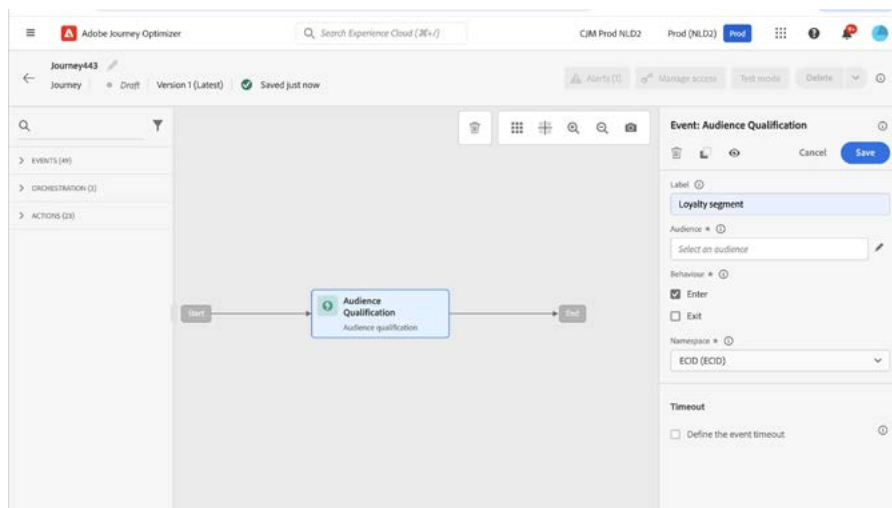 Adobe Journey Optimizer
Search Experience Cloud (⌘+/)
CJM Prod NLD2
Prod (NLD2)
Prod
Journey443
Journey
Draft
Version 1 (Latest)
Saved just now
Alerts (1)
Manage access
Test mode
Delete
EVENTS (49)
ORCHESTRATION (3)
ACTIONS (23)
Start
Audience
Qualification
Audience qualification
End
Event: Audience Qualification
Cancel
Save
Label
Loyalty segment
Audience *
Select an audience
Behaviour *
Enter
Exit
Namespace *
ECID (ECID)
Timeout
Define the event timeout